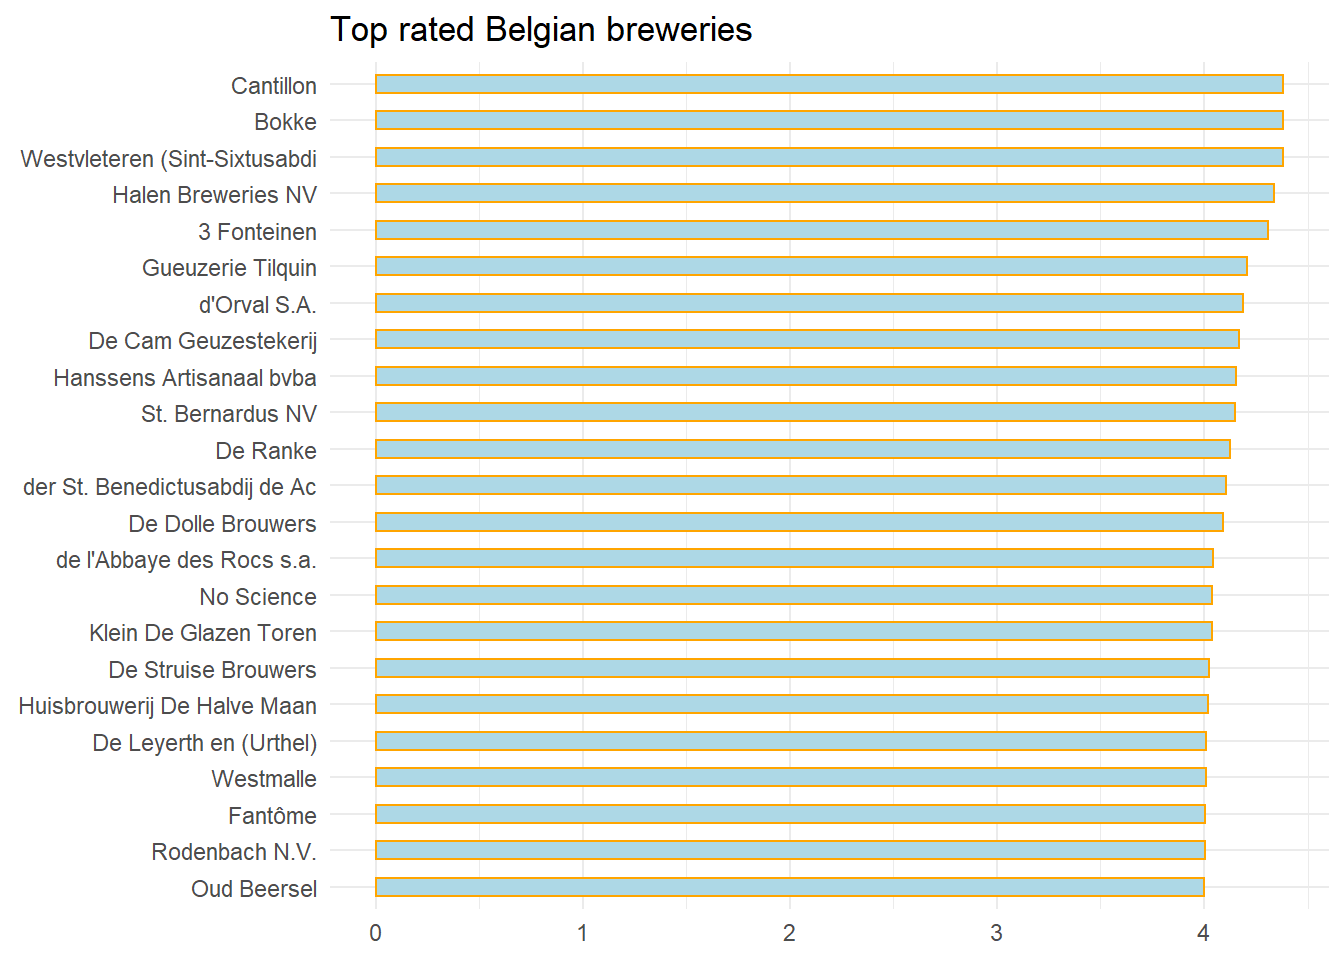 Top rated Belgian breweries
Cantillon
Bokke
Westvleteren (Sint-Sixtusabdi
Halen Breweries NV
3 Fonteinen
Gueuzerie Tilquin
d'Orval S.A.
De Cam Geuzestekerij
Hanssens Artisanaal bvba
St. Bernardus NV
De Ranke
der St. Benedictusabdij de Ac
De Dolle Brouwers
de l'Abbaye des Rocs s.a.
No Science
Klein De Glazen Toren
De Struise Brouwers
Huisbrouwerij De Halve Maan
De Leyerth en (Urthel)
Westmalle
Fantôme
Rodenbach N.V.
Oud Beersel
0 1 2 3 4